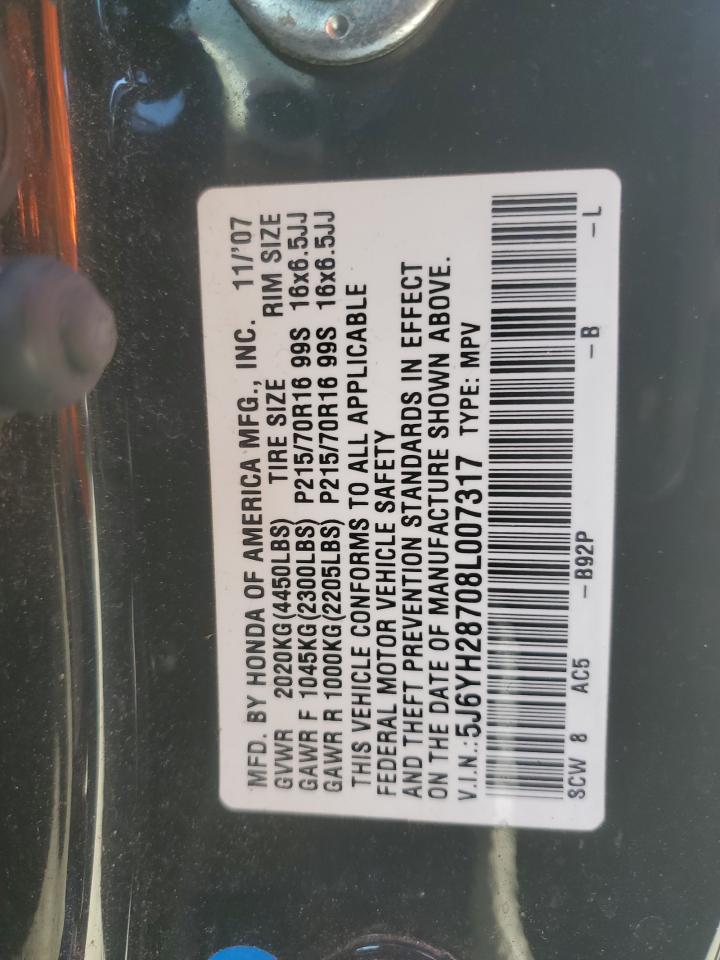 MFD. BY HONDA OF AMERICA MFG., INC. 11/'07
GVWR 2020KG(4450LBS) TIRE SIZE RIM SIZE
GAWR F 1045KG(2300LBS) P215/70R16 99S 16x6.5JJ
GAWR R 1000KG(2205LBS) P215/70R16 99S 16x6.5JJ
THIS VEHICLE CONFORMS TO ALL APPLICABLE
FEDERAL MOTOR VEHICLE SAFETY
AND THEFT PREVENTION STANDARDS IN EFFECT
ON THE DATE OF MANUFACTURE SHOWN ABOVE.
V.I.N.:5J6YH28708L007317 TYPE: MPV
SCW 8 AC5 –B92P –B –L